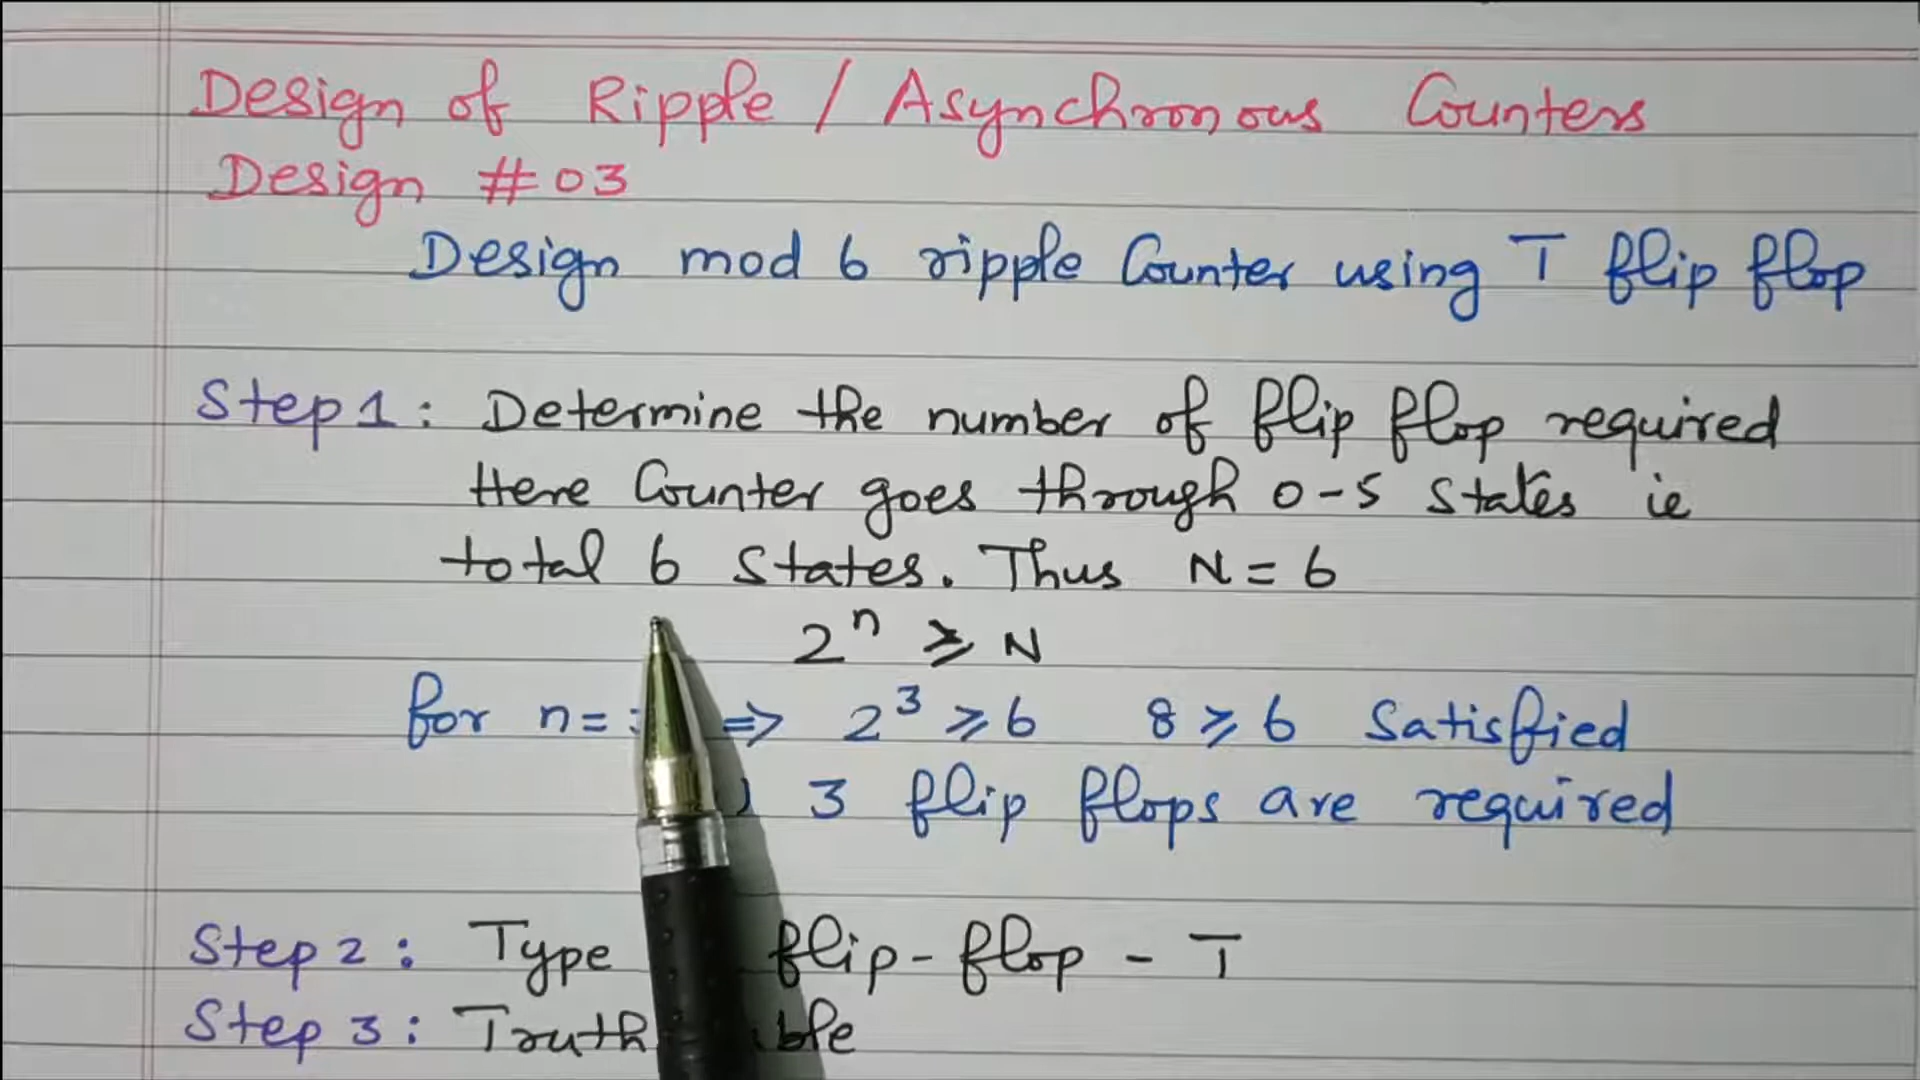 Design of Ripple / Asynchronous Counters
Design #03
Design mod 6 ripple Counter using T flip flop
Step 1: Determine the number of flip flop required
Here Counter goes through 0-5 states ie
total 6 states. Thus N = 6
2ⁿ ≥ N
for n= ⇒ 2³ ≥ 6 8 ≥ 6 Satisfied
3 flip flops are required
Step 2: Type flip-flop - T
Step 3: Truth